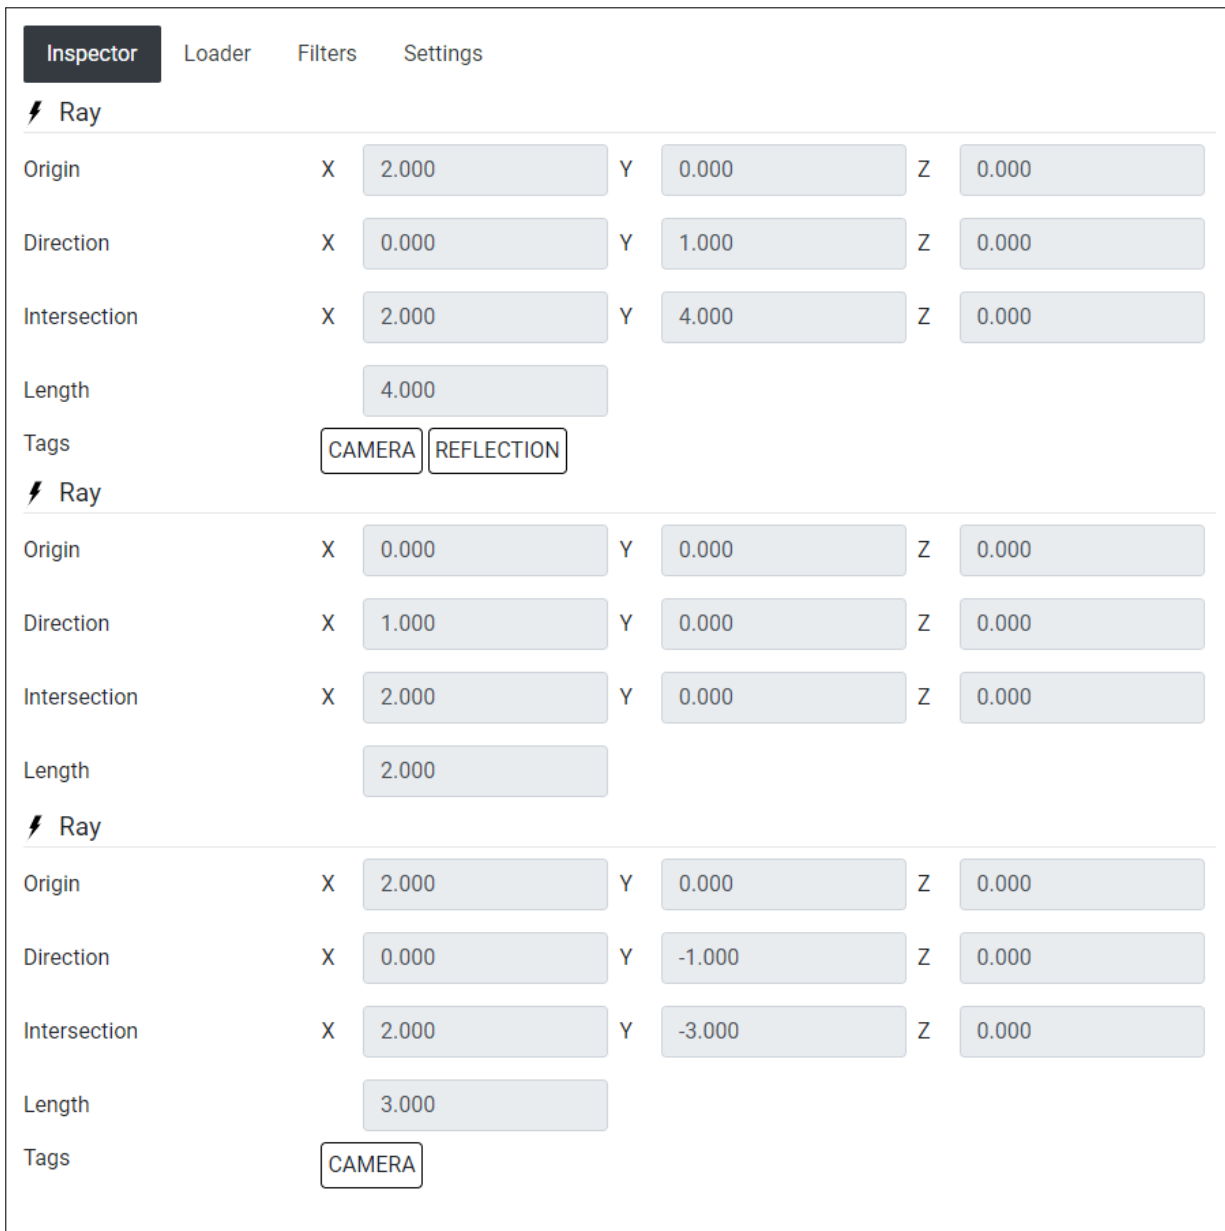 Inspector Loader Filters Settings
Ray
Origin X 2.000 Y 0.000 Z 0.000
Direction X 0.000 Y 1.000 Z 0.000
Intersection X 2.000 Y 4.000 Z 0.000
Length 4.000
Tags CAMERA REFLECTION
Ray
Origin X 0.000 Y 0.000 Z 0.000
Direction X 1.000 Y 0.000 Z 0.000
Intersection X 2.000 Y 0.000 Z 0.000
Length 2.000
Ray
Origin X 2.000 Y 0.000 Z 0.000
Direction X 0.000 Y -1.000 Z 0.000
Intersection X 2.000 Y -3.000 Z 0.000
Length 3.000
Tags CAMERA